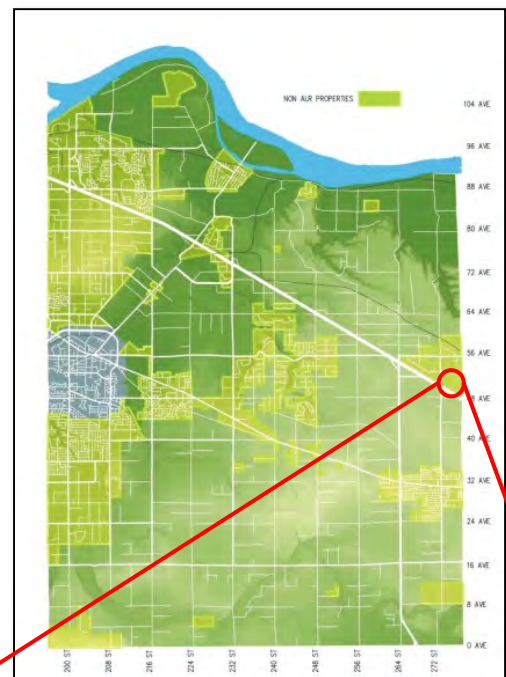 NON ALR PROPERTIES
104 AVE
96 AVE
88 AVE
80 AVE
72 AVE
64 AVE
56 AVE
48 AVE
40 AVE
32 AVE
24 AVE
16 AVE
8 AVE
0 AVE
200 ST
208 ST
216 ST
224 ST
232 ST
240 ST
248 ST
256 ST
264 ST
272 ST